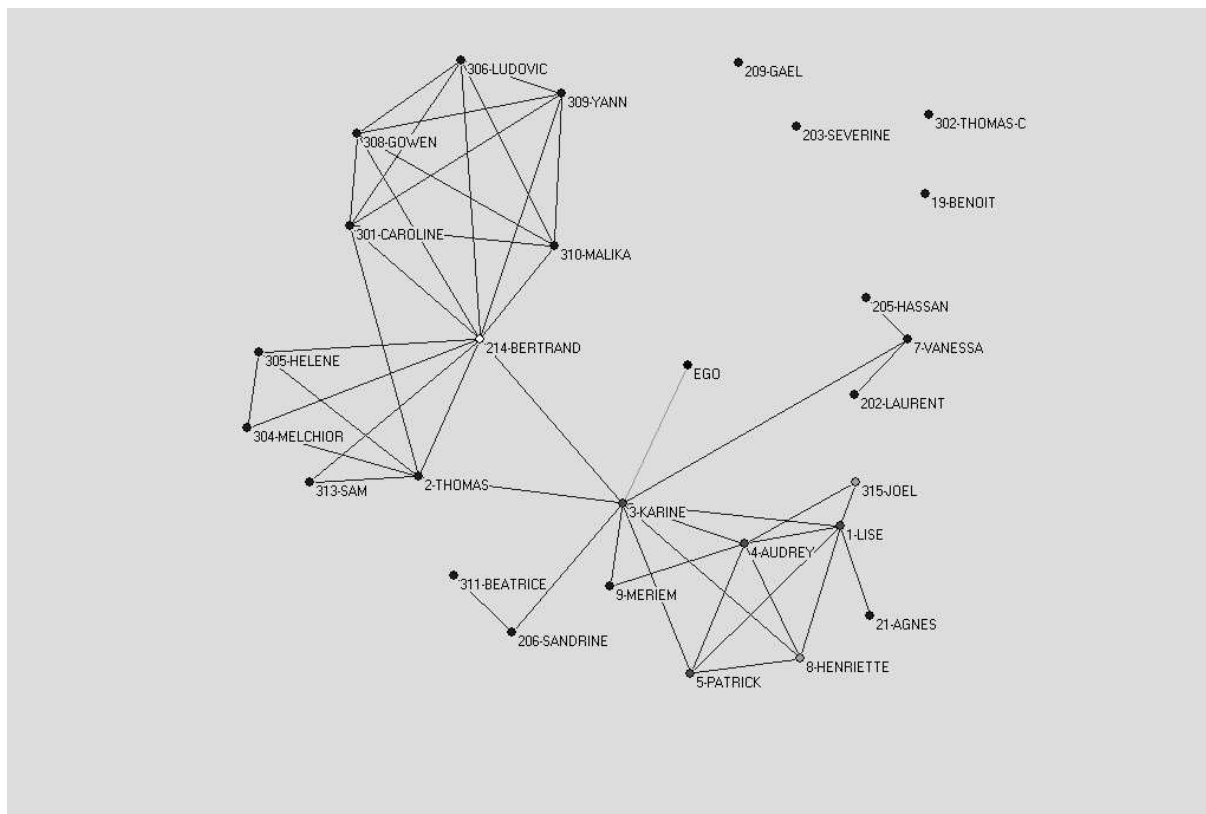 306-LUDOVIC
209-GAEL
309-YANN
302-THOMAS-C
203-SEVERINE
308-GOWEN
19-BENOIT
301-CAROLINE
310-MALIKA
205-HASSAN
214-BERTRAND
7-VANESSA
305-HELENE
EGO
202-LAURENT
304-MELCHIOR
2-THOMAS
313-SAM
315-JOEL
3-KARINE
1-LISE
4-AUDREY
311-BEATRICE
9-MERIEM
21-AGNES
206-SANDRINE
8-HENRIETTE
5-PATRICK